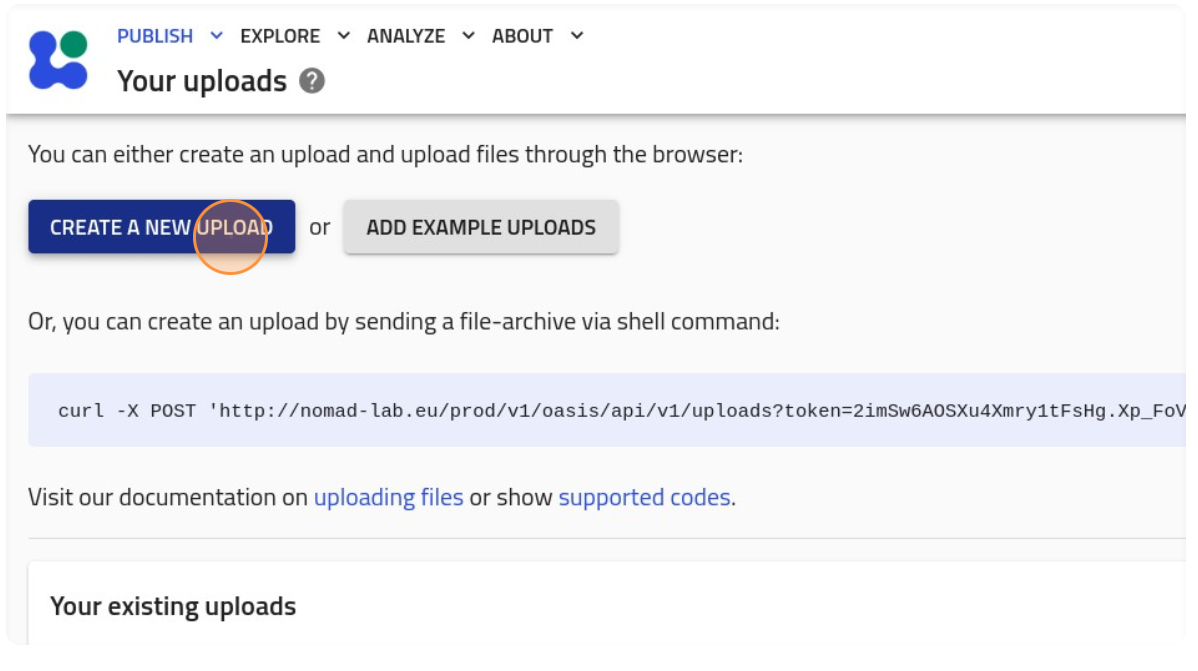 PUBLISH EXPLORE ANALYZE ABOUT
Your uploads ?
You can either create an upload and upload files through the browser:
CREATE A NEW UPLOAD or ADD EXAMPLE UPLOADS
Or, you can create an upload by sending a file-archive via shell command:
curl -X POST 'http://nomad-lab.eu/prod/v1/oasis/api/v1/uploads?token=2imSw6AOSXu4Xmry1tFsHg.Xp_FoV
Visit our documentation on uploading files or show supported codes.
Your existing uploads